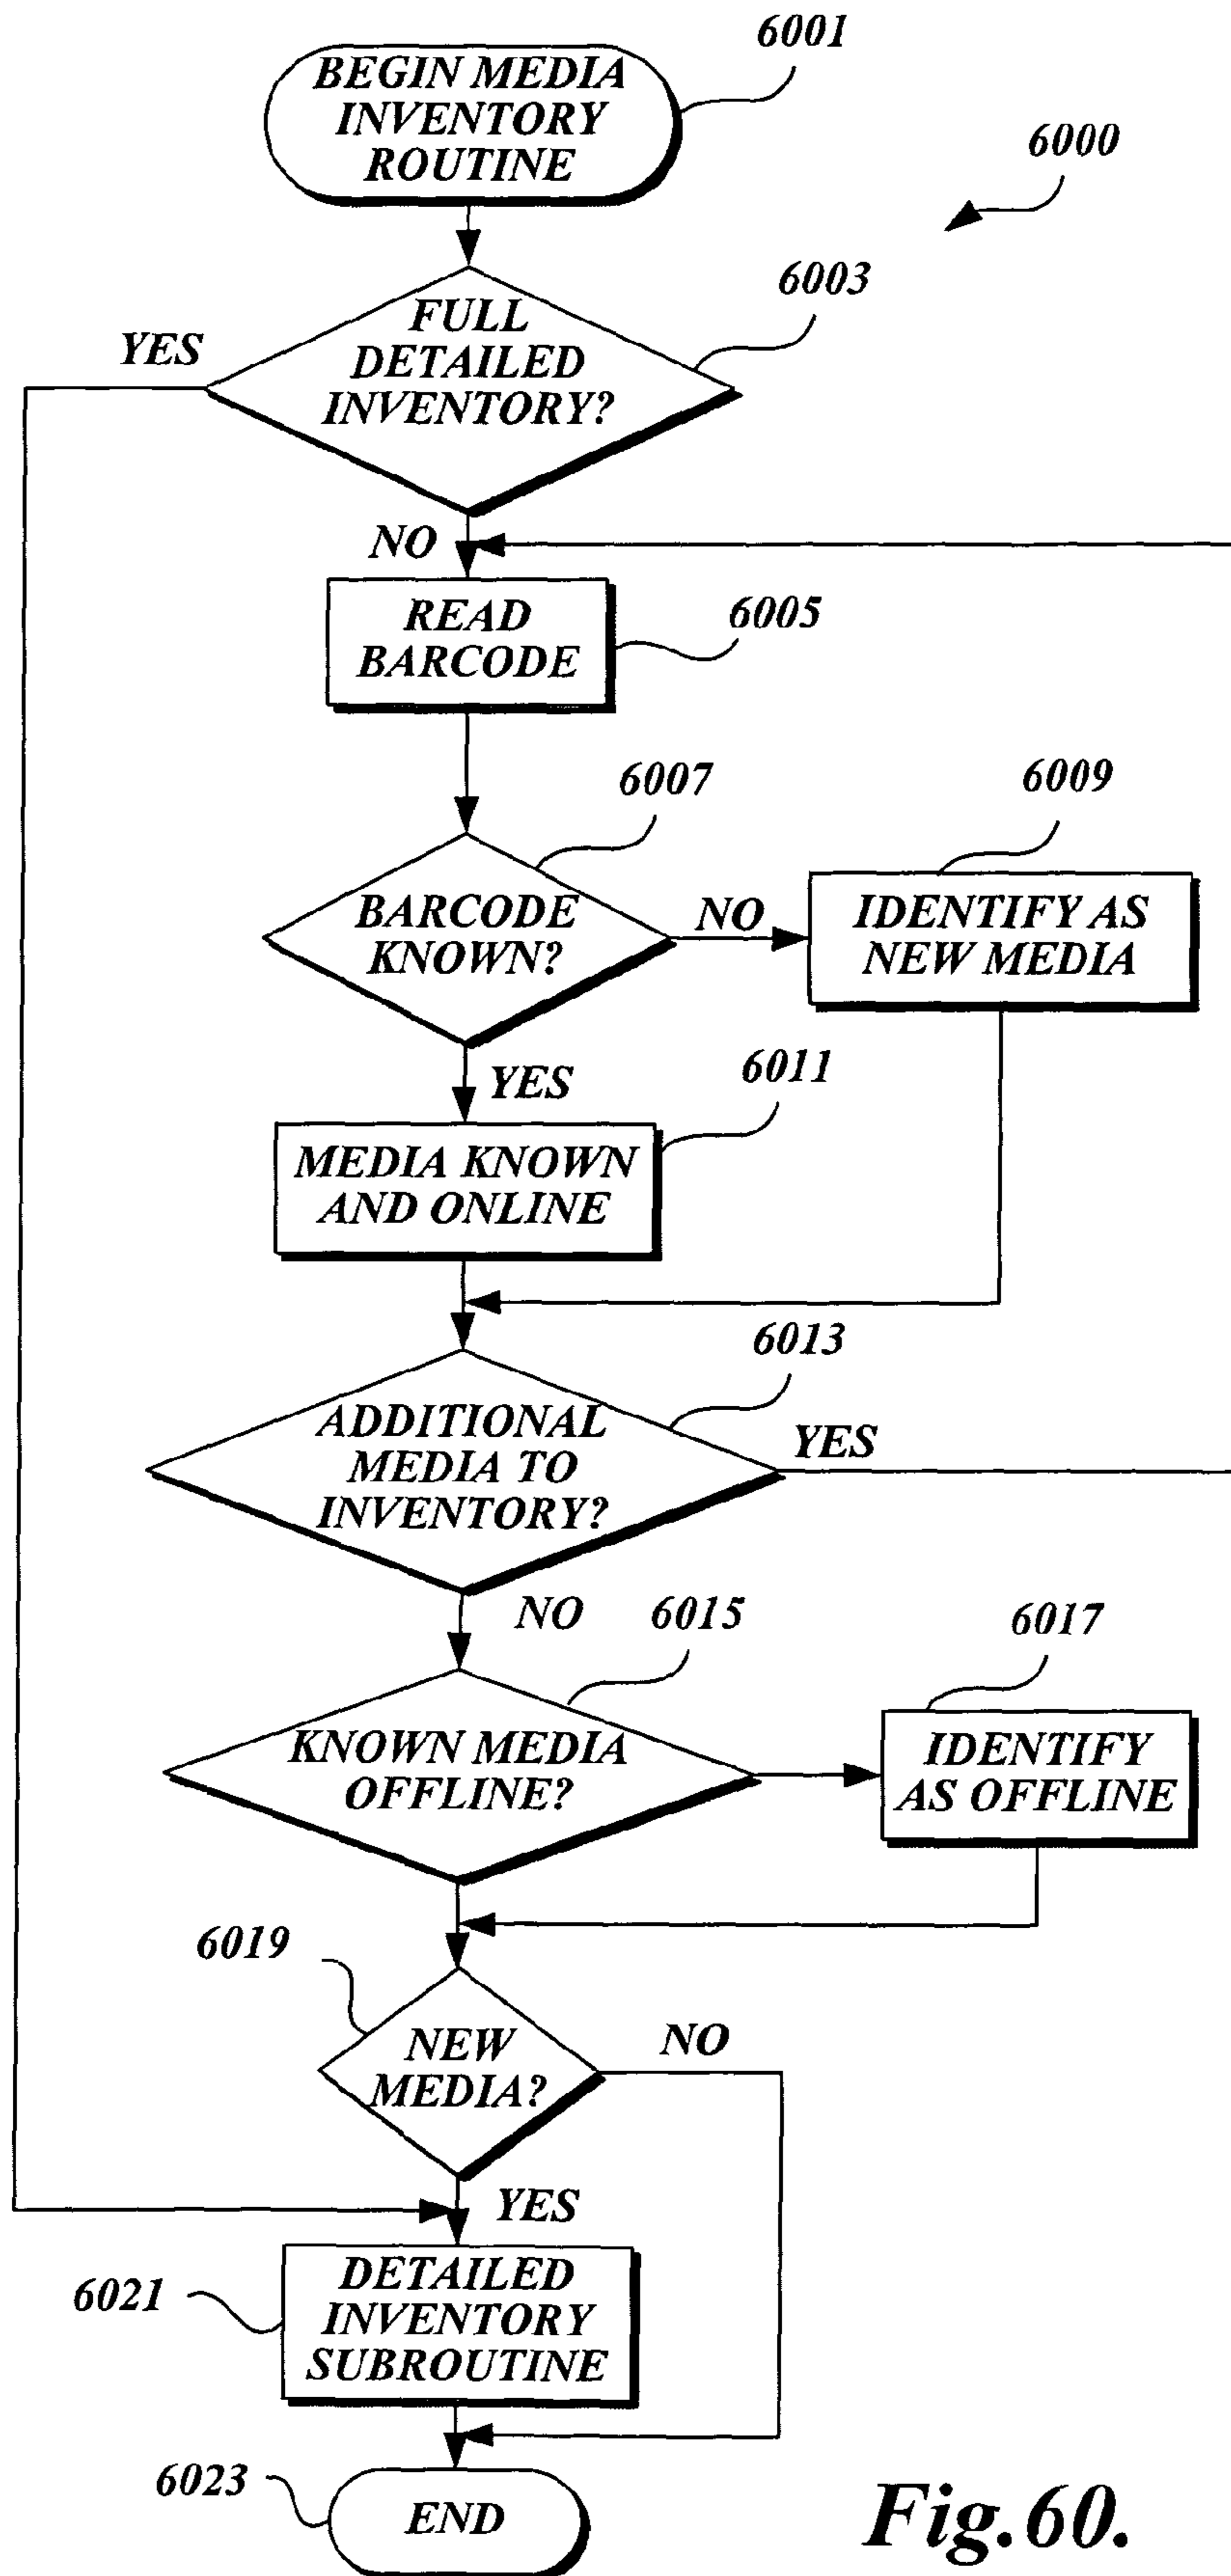 6001
BEGIN MEDIA
INVENTORY
ROUTINE
6000
6003
FULL
DETAILED
INVENTORY?
YES
NO
READ
BARCODE
6005
6007
6009
BARCODE
KNOWN?
NO
IDENTIFY AS
NEW MEDIA
YES
6011
MEDIA KNOWN
AND ONLINE
6013
ADDITIONAL
MEDIA TO
INVENTORY?
YES
NO
6015
6017
KNOWN MEDIA
OFFLINE?
IDENTIFY
AS OFFLINE
6019
NEW
MEDIA?
NO
YES
6021
DETAILED
INVENTORY
SUBROUTINE
6023
END
Fig.60.